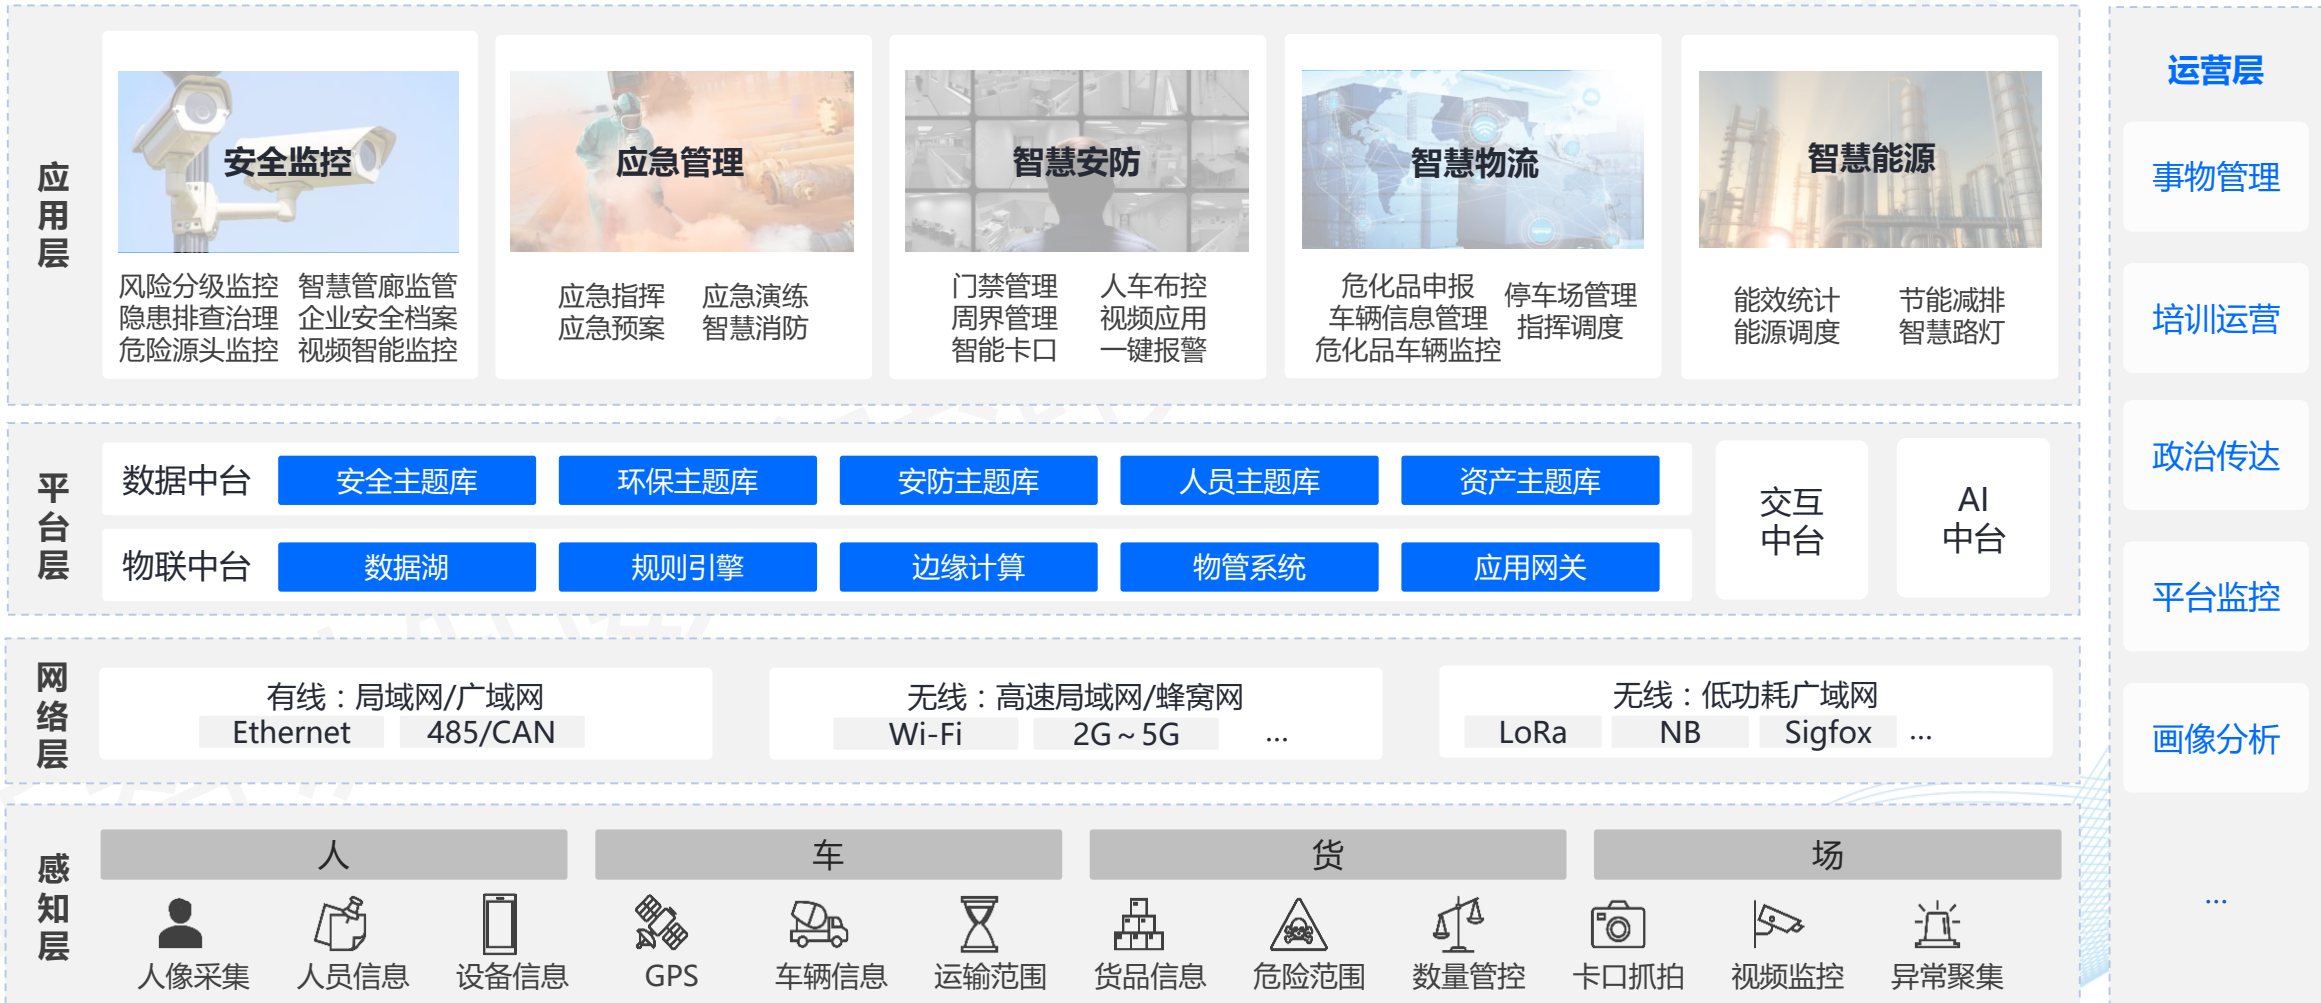 应用层
安全监控
风险分级监控 智慧管廊监管
隐患排查治理 企业安全档案
危险源头监控 视频智能监控
应急管理
应急指挥 应急演练
应急预案 智慧消防
智慧安防
门禁管理 人车布控
周界管理 视频应用
智能卡口 一键报警
智慧物流
危化品申报
车辆信息管理
危化品车辆监控
停车场管理
指挥调度
智慧能源
能效统计 节能减排
能源调度 智慧路灯
平台层
数据中台 安全主题库 环保主题库 安防主题库 人员主题库 资产主题库
物联中台 数据湖 规则引擎 边缘计算 物管系统 应用网关
交互
中台
AI
中台
网络层
有线：局域网/广域网
Ethernet 485/CAN
无线：高速局域网/蜂窝网
Wi-Fi 2G～5G ...
无线：低功耗广域网
LoRa NB Sigfox ...
感知层
人 车 货 场
人像采集 人员信息 设备信息 GPS 车辆信息 运输范围 货品信息 危险范围 数量管控 卡口抓拍 视频监控 异常聚集
运营层
事物管理
培训运营
政治传达
平台监控
画像分析
...